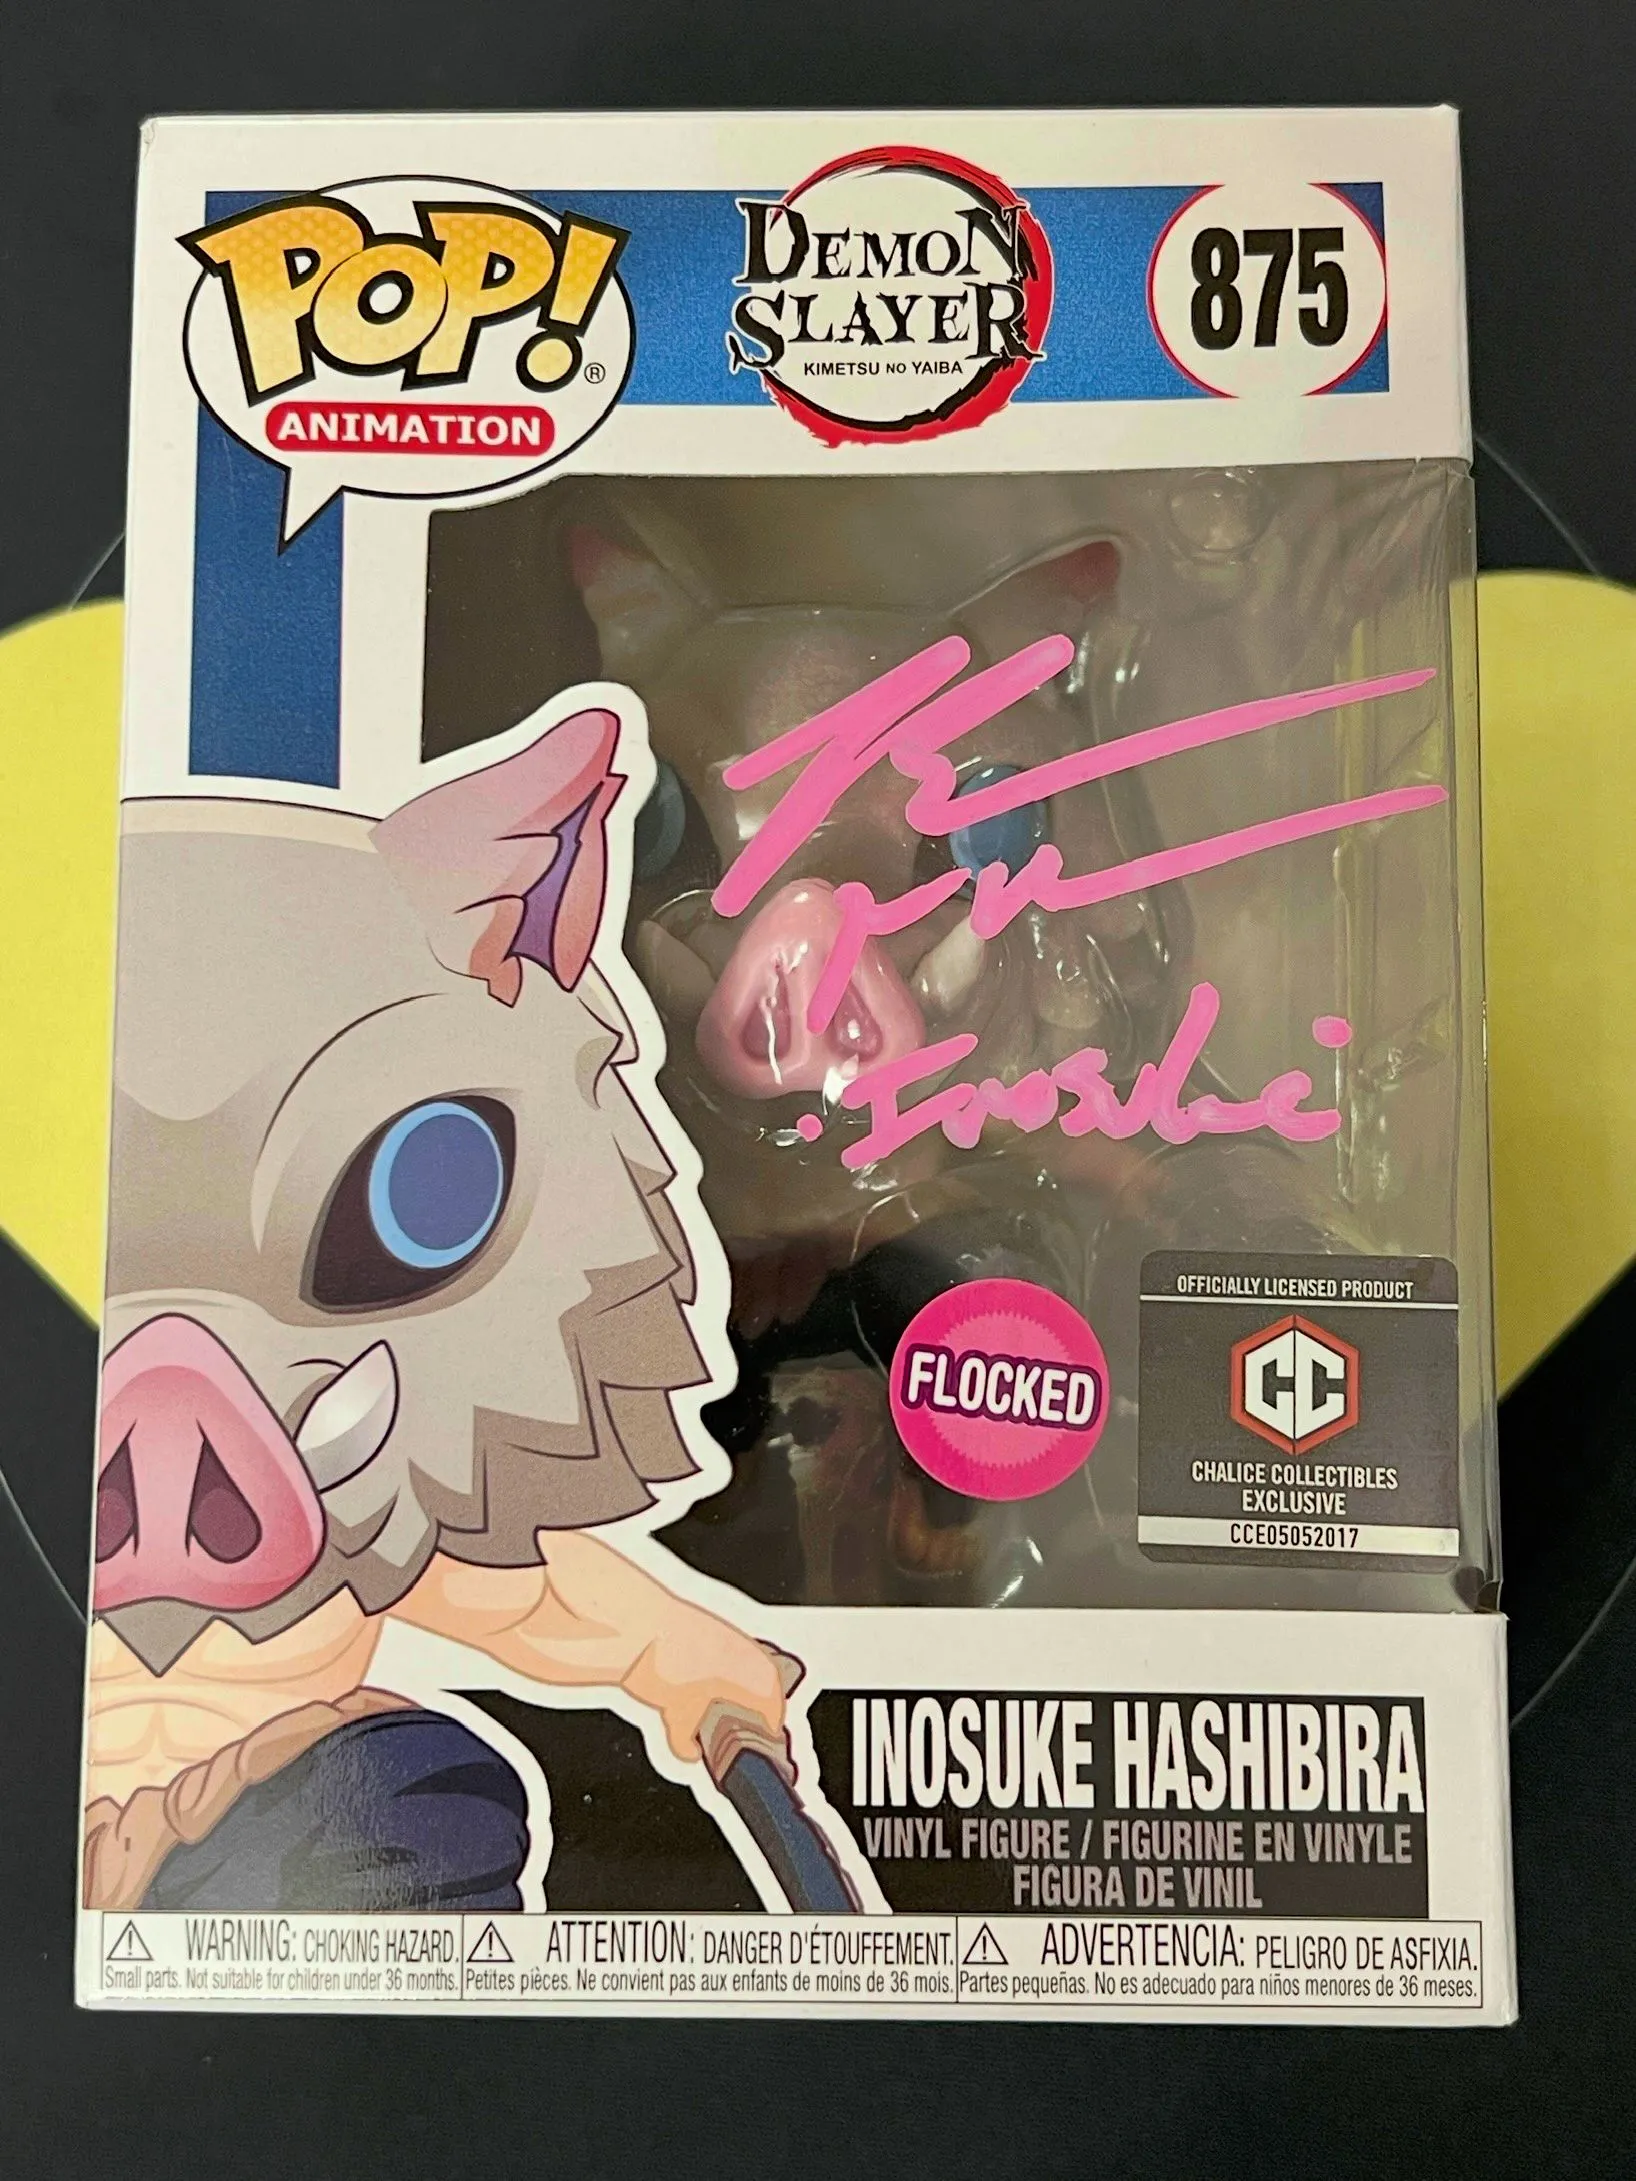 POP!®
ANIMATION
DEMON
SLAYER
KIMETSU NO YAIBA
875
·Inosuke·
FLOCKED
OFFICIALLY LICENSED PRODUCT
CC
CHALICE COLLECTIBLES
EXCLUSIVE
CCE05052017
INOSUKE HASHIBIRA
VINYL FIGURE / FIGURINE EN VINYLE
FIGURA DE VINIL
WARNING: CHOKING HAZARD.
Small parts. Not suitable for children under 36 months.
ATTENTION: DANGER D'ÉTOUFFEMENT.
Petites pièces. Ne convient pas aux enfants de moins de 36 mois.
ADVERTENCIA: PELIGRO DE ASFIXIA.
Partes pequeñas. No es adecuado para niños menores de 36 meses.